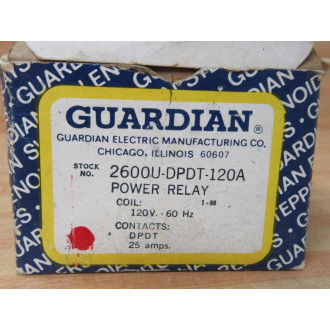 GUARDIAN®
GUARDIAN ELECTRIC MANUFACTURING CO.
CHICAGO, ILLINOIS 60607
STOCK NO. 2600U-DPDT-120A
POWER RELAY
COIL: 1-88
120V. - 60 Hz
CONTACTS:
DPDT
25 amps.